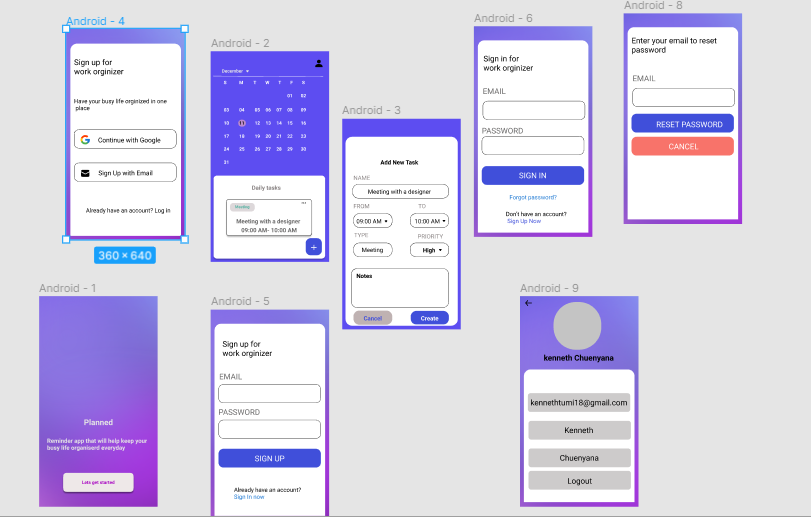 Android - 4
Sign up for
work orginizer
Have your busy life orginized in one
place
Continue with Google
Sign Up with Email
Already have an account? Log in
360 × 640
Android - 2
December
S M T W T F S
01 02
03 04 05 06 07 08 09
10 11 12 13 14 15 16
17 18 19 20 21 22 23
24 25 26 27 28 29 30
31
Daily tasks
Meeting
Meeting with a designer
09:00 AM- 10:00 AM
+
Android - 3
Add New Task
NAME
Meeting with a designer
FROM TO
09:00 AM 10:00 AM
TYPE PRIORITY
Meeting High
Notes
Cancel Create
Android - 6
Sign in for
work orginizer
EMAIL
PASSWORD
SIGN IN
Forgot password?
Don't have an account?
Sign Up Now
Android - 8
Enter your email to reset
password
EMAIL
RESET PASSWORD
CANCEL
Android - 1
Planned
Reminder app that will help keep your
busy life organiserd everyday
Lets get started
Android - 5
Sign up for
work orginizer
EMAIL
PASSWORD
SIGN UP
Already have an account?
Sign In now
Android - 9
kenneth Chuenyana
kennethtumi18@gmail.com
Kenneth
Chuenyana
Logout